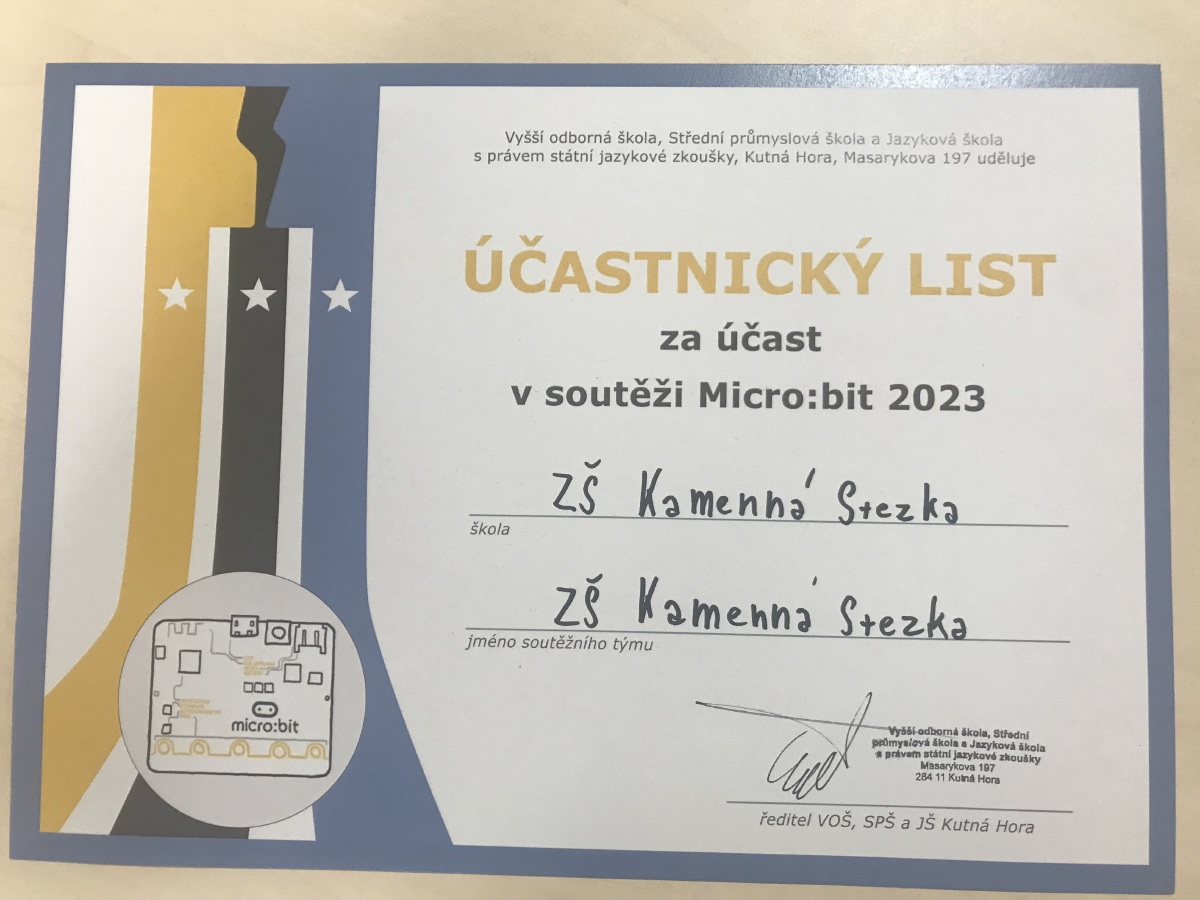 Vyšší odborná škola, Střední průmyslová škola a Jazyková škola
s právem státní jazykové zkoušky, Kutná Hora, Masarykova 197 uděluje
ÚČASTNICKÝ LIST
za účast
v soutěži Micro:bit 2023
ZŠ Kamenná Stezka
škola
ZŠ Kamenná Stezka
jméno soutěžního týmu
Vyšší odborná škola, Střední
průmyslová škola a Jazyková škola
s právem státní jazykové zkoušky
Masarykova 197
284 11 Kutná Hora
ředitel VOŠ, SPŠ a JŠ Kutná Hora
micro:bit